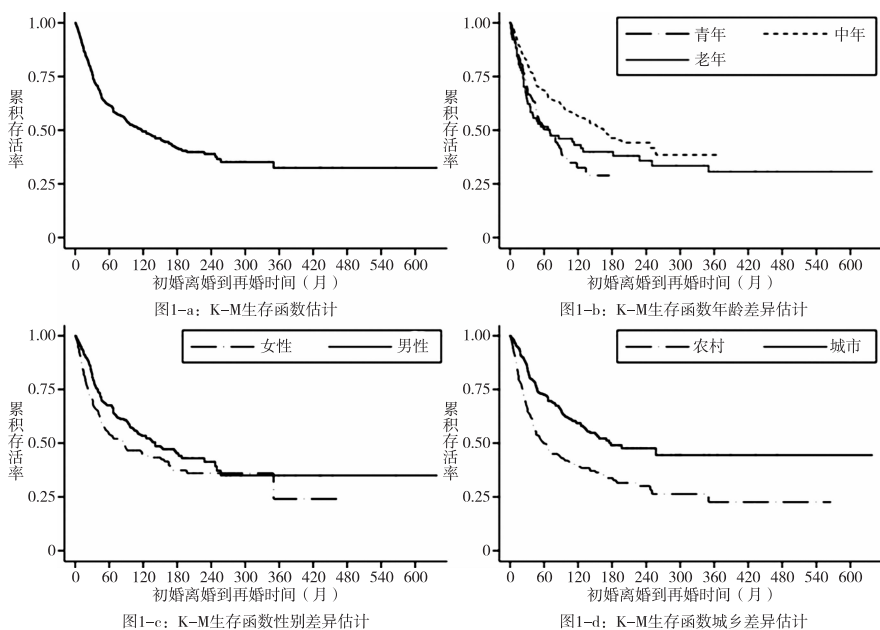 1.00
0.75
0.50
0.25
0
累积存活率
0 60 120 180 240 300 360 420 480 540 600
初婚离婚到再婚时间（月）
图1-a：K-M生存函数估计
青年 中年
老年
1.00
0.75
0.50
0.25
0
累积存活率
0 60 120 180 240 300 360 420 480 540 600
初婚离婚到再婚时间（月）
图1-b：K-M生存函数年龄差异估计
女性 男性
1.00
0.75
0.50
0.25
0
累积存活率
0 60 120 180 240 300 360 420 480 540 600
初婚离婚到再婚时间（月）
图1-c：K-M生存函数性别差异估计
农村 城市
1.00
0.75
0.50
0.25
0
累积存活率
0 60 120 180 240 300 360 420 480 540 600
初婚离婚到再婚时间（月）
图1-d：K-M生存函数城乡差异估计